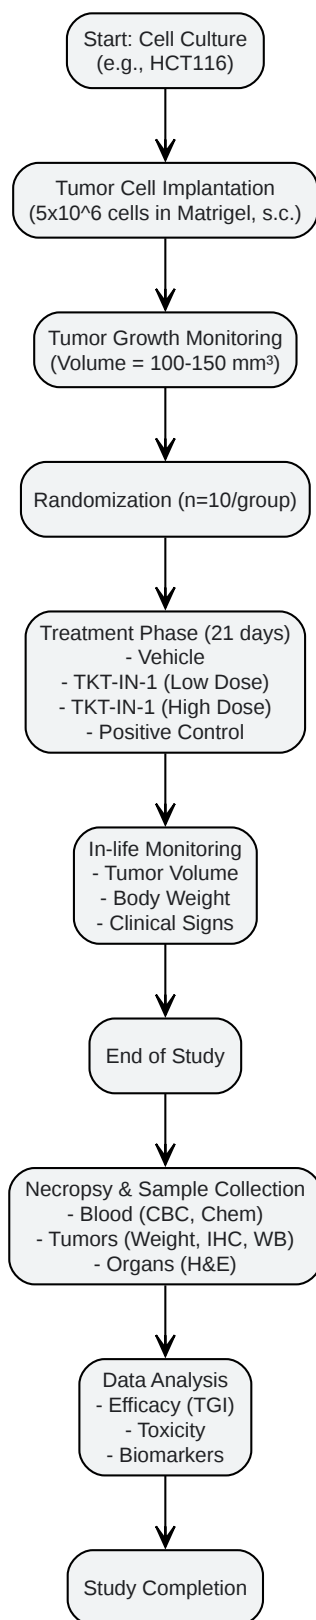 Start: Cell Culture
(e.g., HCT116)
Tumor Cell Implantation
(5x10^6 cells in Matrigel, s.c.)
Tumor Growth Monitoring
(Volume = 100-150 mm³)
Randomization (n=10/group)
Treatment Phase (21 days)
- Vehicle
- TKT-IN-1 (Low Dose)
- TKT-IN-1 (High Dose)
- Positive Control
In-life Monitoring
- Tumor Volume
- Body Weight
- Clinical Signs
End of Study
Necropsy & Sample Collection
- Blood (CBC, Chem)
- Tumors (Weight, IHC, WB)
- Organs (H&E)
Data Analysis
- Efficacy (TGI)
- Toxicity
- Biomarkers
Study Completion